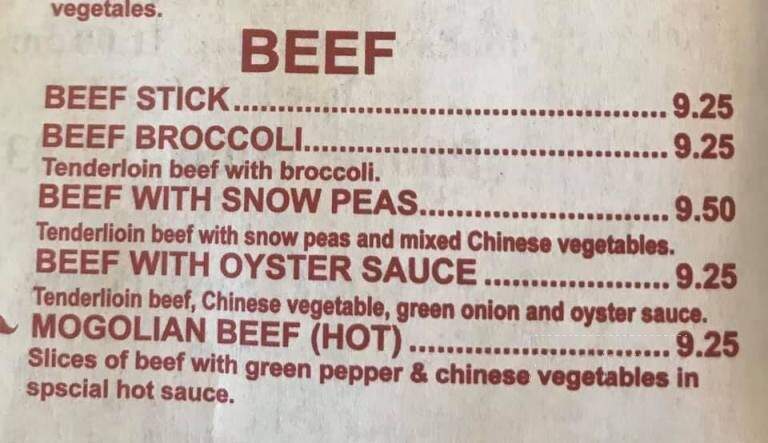 vegetales.
BEEF
BEEF STICK................................................ 9.25
BEEF BROCCOLI........................................ 9.25
Tenderloin beef with broccoli.
BEEF WITH SNOW PEAS........................... 9.50
Tenderlioin beef with snow peas and mixed Chinese vegetables.
BEEF WITH OYSTER SAUCE .................... 9.25
Tenderlioin beef, Chinese vegetable, green onion and oyster sauce.
MOGOLIAN BEEF (HOT) ............................ 9.25
Slices of beef with green pepper & chinese vegetables in
spscial hot sauce.